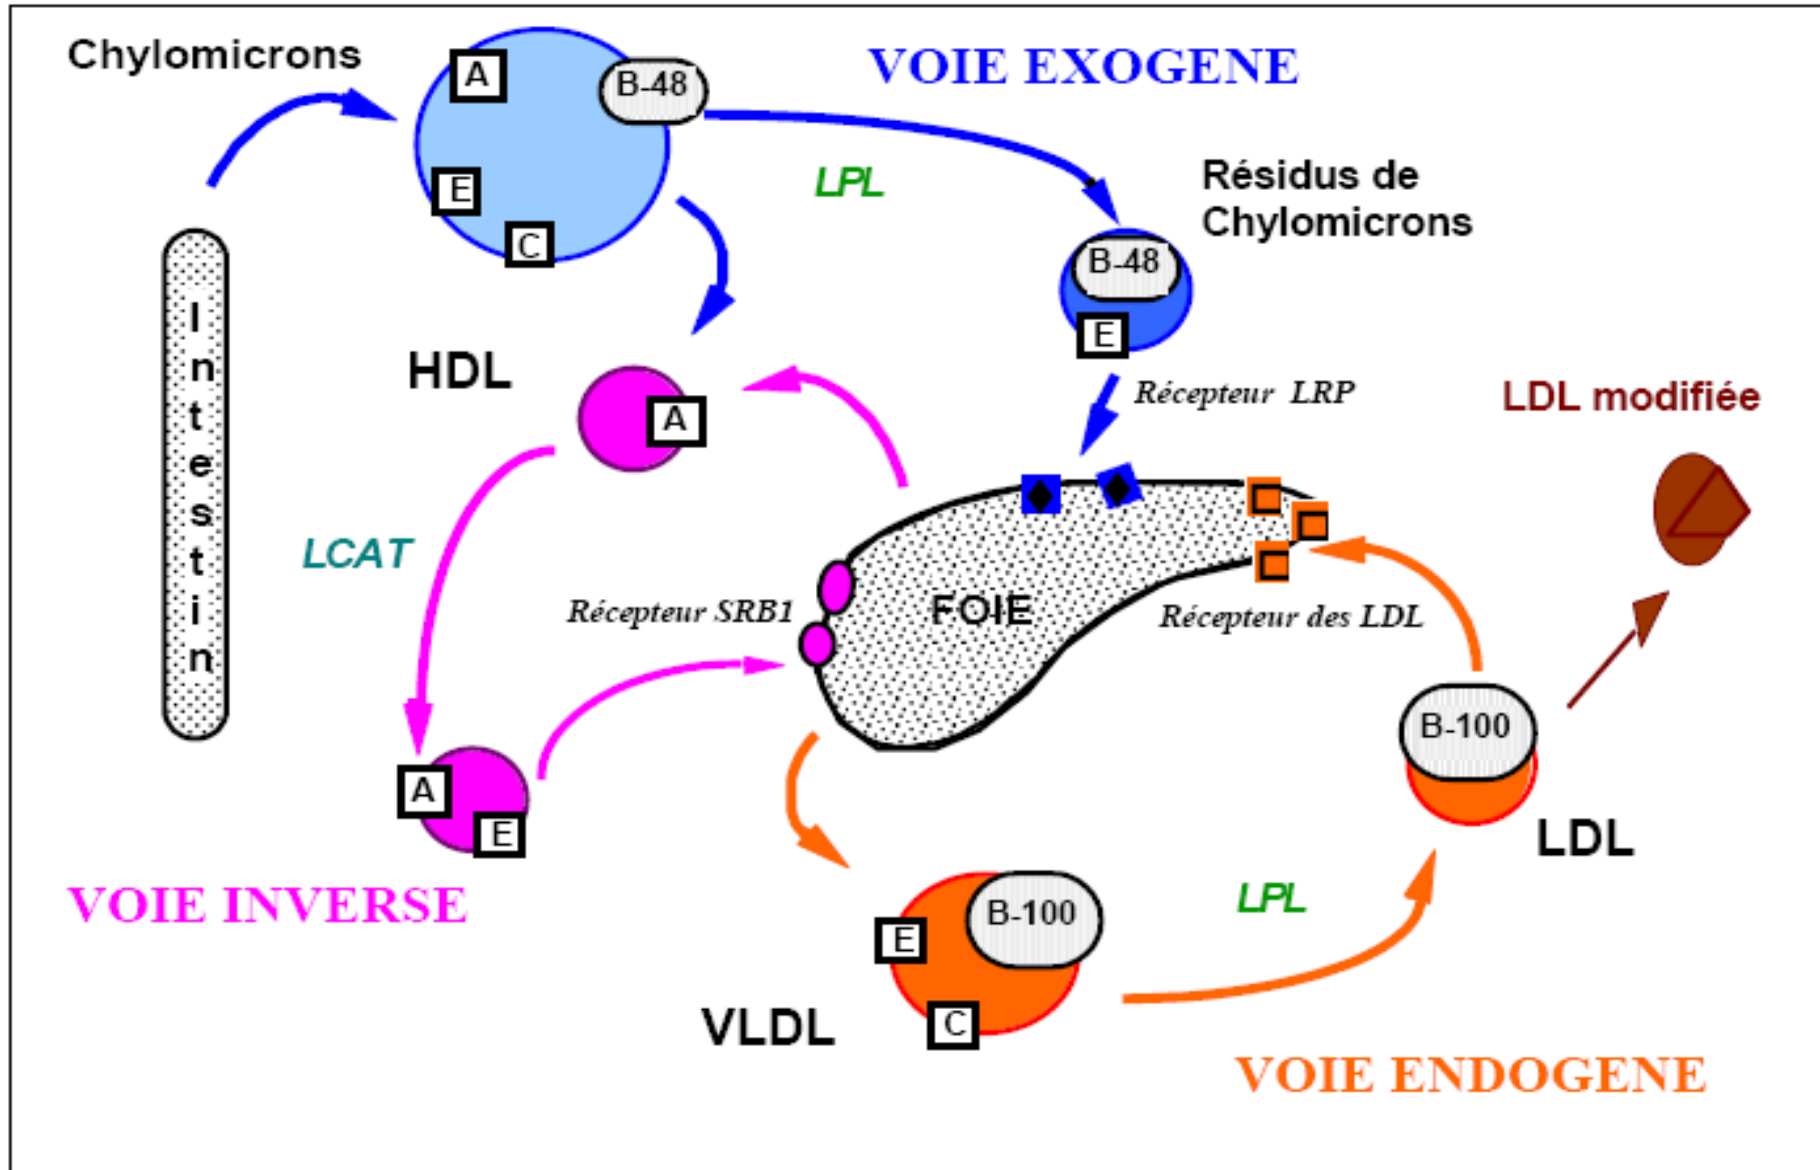 Chylomicrons
A
B-48
VOIE EXOGENE
E
C
LPL
Résidus de
Chylomicrons
B-48
E
Intestin
HDL
A
Récepteur LRP
LDL modifiée
LCAT
Récepteur SRB1
FOIE
Récepteur des LDL
A
E
B-100
LDL
VOIE INVERSE
E
B-100
C
LPL
VLDL
VOIE ENDOGENE